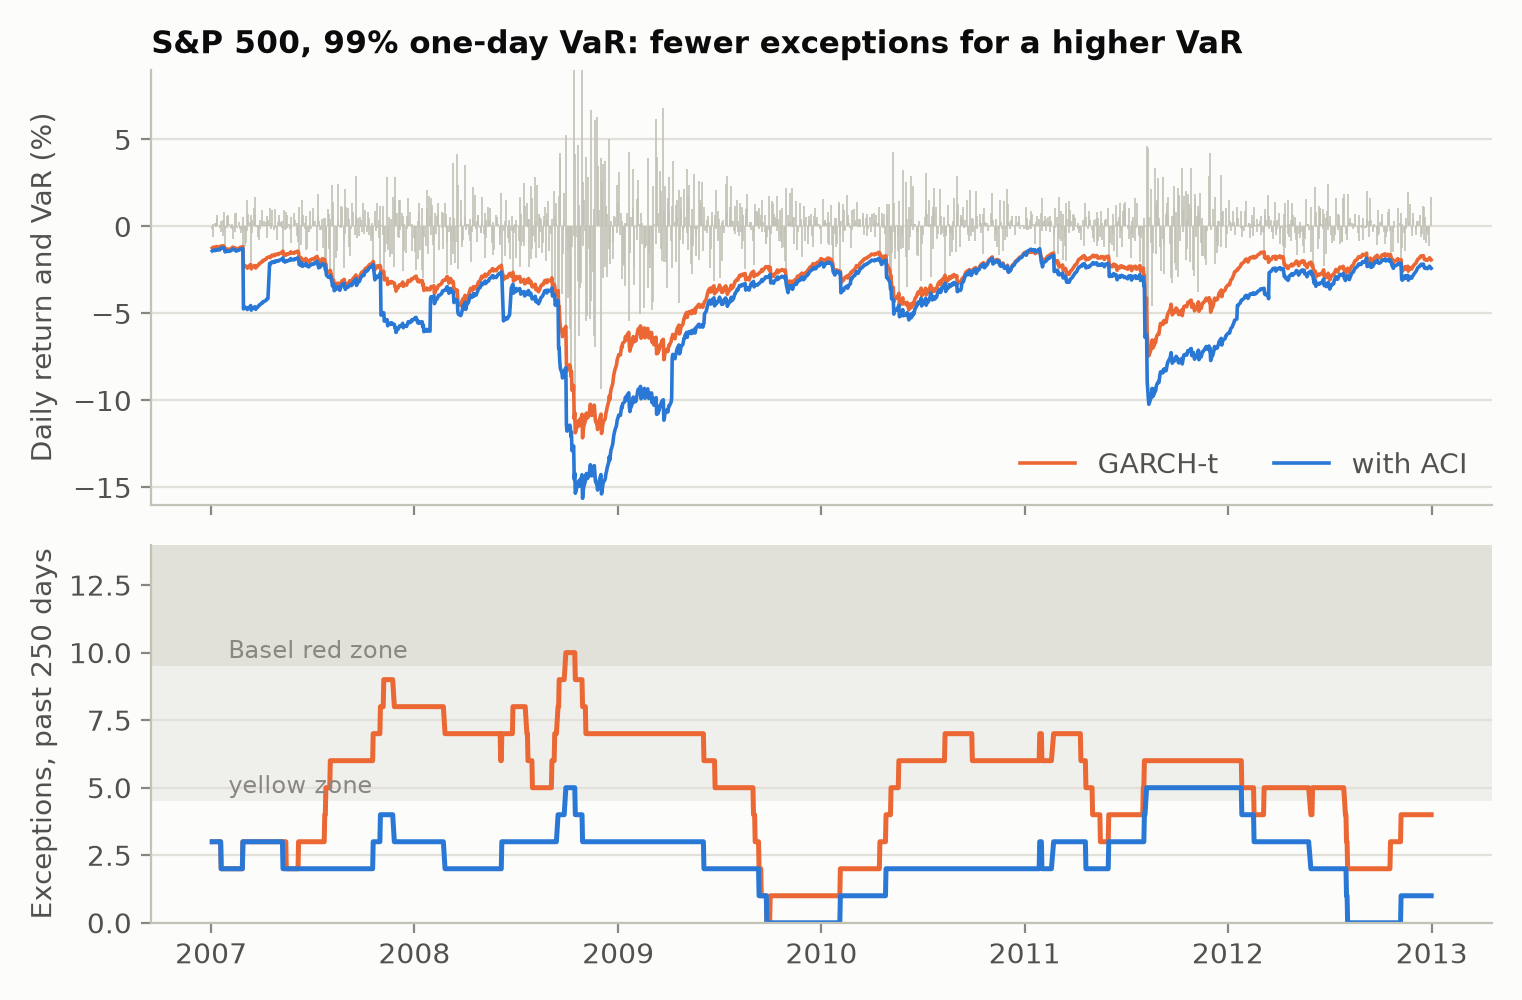 S&P 500, 99% one-day VaR: fewer exceptions for a higher VaR
Daily return and VaR (%)
5
0
−5
−10
−15
GARCH-t
with ACI
Exceptions, past 250 days
12.5
10.0
7.5
5.0
2.5
0.0
Basel red zone
yellow zone
2007
2008
2009
2010
2011
2012
2013